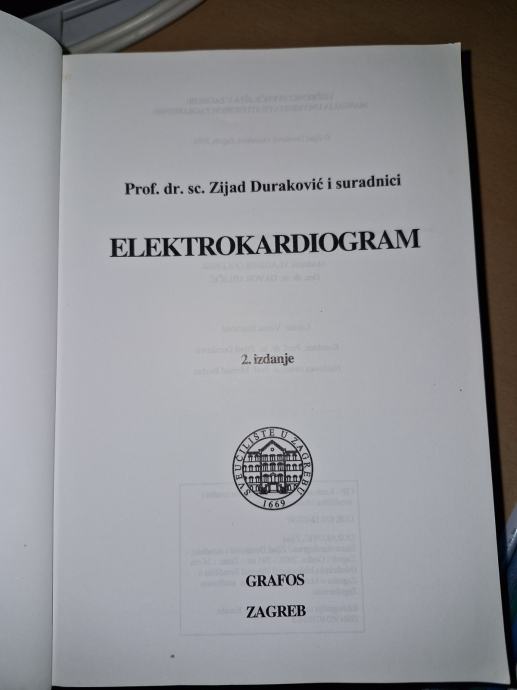 Prof. dr. sc. Zijad Duraković i suradnici
ELEKTROKARDIOGRAM
2. izdanje
SVEUČILIŠTE U ZAGREBU
1669
GRAFOS
ZAGREB